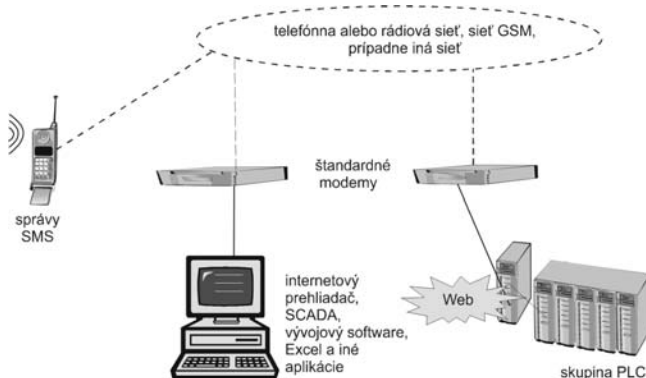 telefónna alebo rádiová sieť, sieť GSM,
prípadne iná sieť
štandardné
modemy
správy
SMS
internetový
prehliadač,
SCADA,
vývojový software,
Excel a iné
aplikácie
Web
skupina PLC